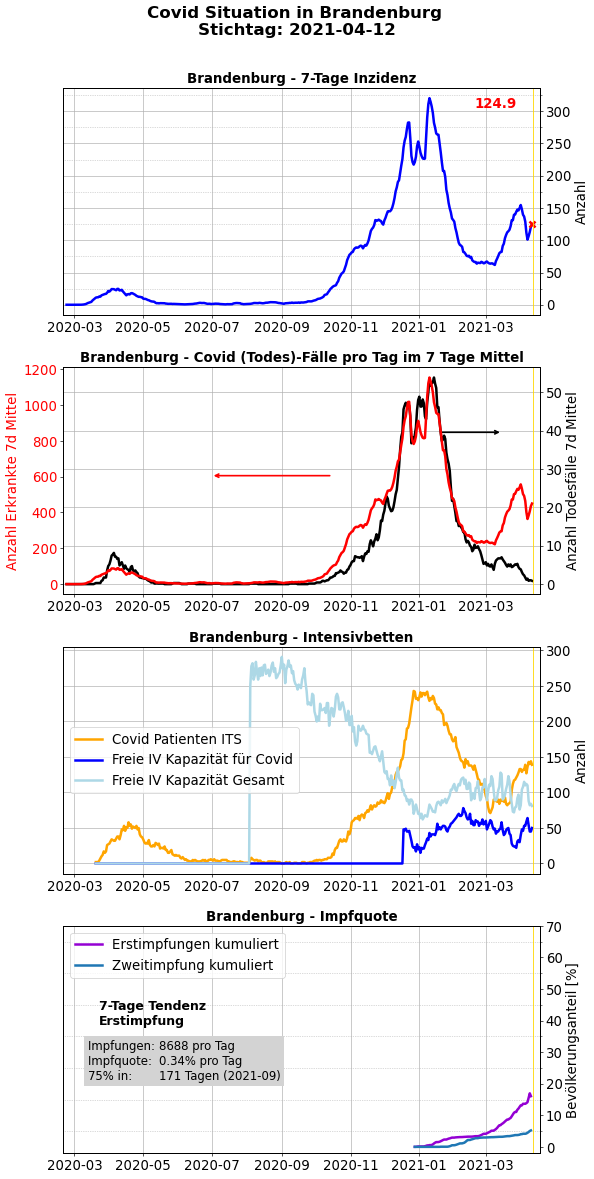 Covid Situation in Brandenburg
Stichtag: 2021-04-12
Brandenburg - 7-Tage Inzidenz
124.9
300
250
200
150
100
50
0
Anzahl
2020-03 2020-05 2020-07 2020-09 2020-11 2021-01 2021-03
Brandenburg - Covid (Todes)-Fälle pro Tag im 7 Tage Mittel
Anzahl Erkrankte 7d Mittel
1200
1000
800
600
400
200
0
50
40
30
20
10
0
Anzahl Todesfälle 7d Mittel
2020-03 2020-05 2020-07 2020-09 2020-11 2021-01 2021-03
Brandenburg - Intensivbetten
Covid Patienten ITS
Freie IV Kapazität für Covid
Freie IV Kapazität Gesamt
300
250
200
150
100
50
0
Anzahl
2020-03 2020-05 2020-07 2020-09 2020-11 2021-01 2021-03
Brandenburg - Impfquote
Erstimpfungen kumuliert
Zweitimpfung kumuliert
7-Tage Tendenz
Erstimpfung
Impfungen: 8688 pro Tag
Impfquote: 0.34% pro Tag
75% in: 171 Tagen (2021-09)
70
60
50
40
30
20
10
0
Bevölkerungsanteil [%]
2020-03 2020-05 2020-07 2020-09 2020-11 2021-01 2021-03